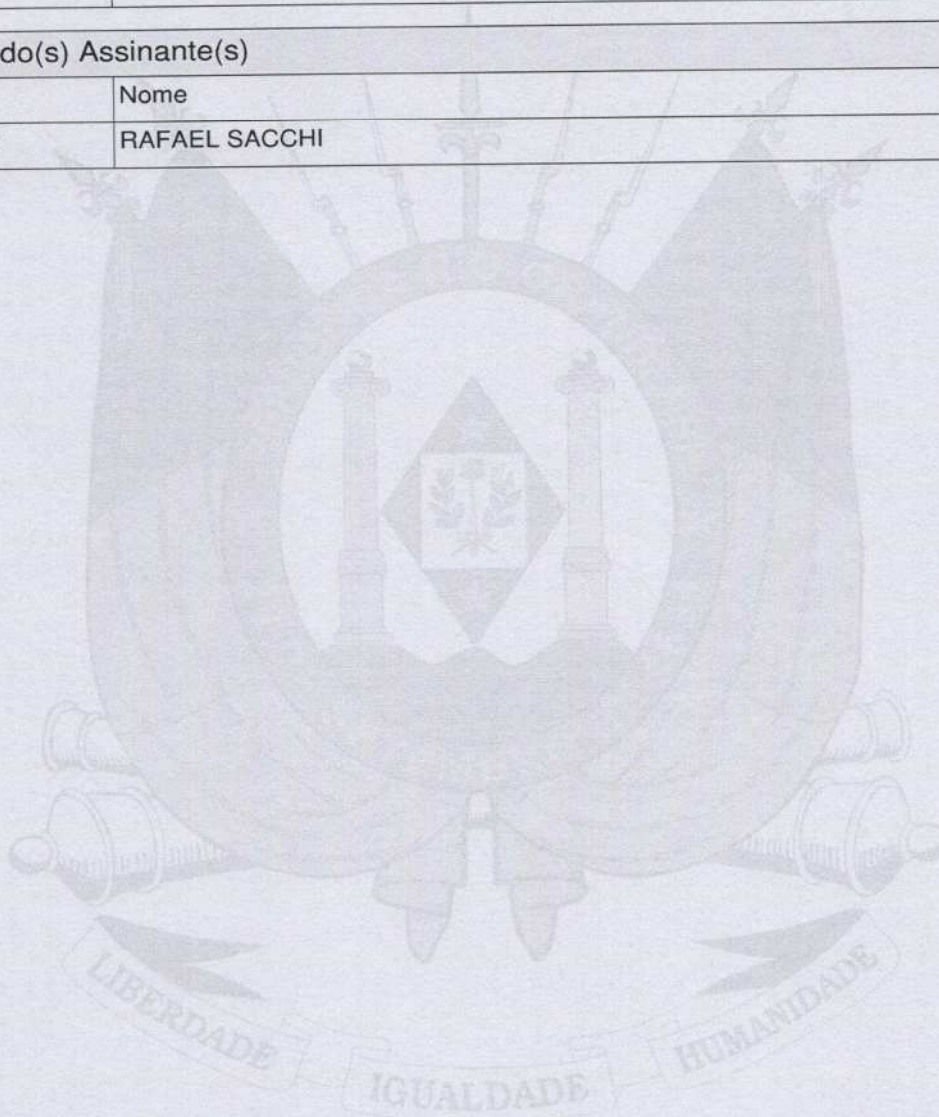 do(s) Assinante(s)
Nome
RAFAEL SACCHI
LIBERDADE
IGUALDADE
HUMANIDADE